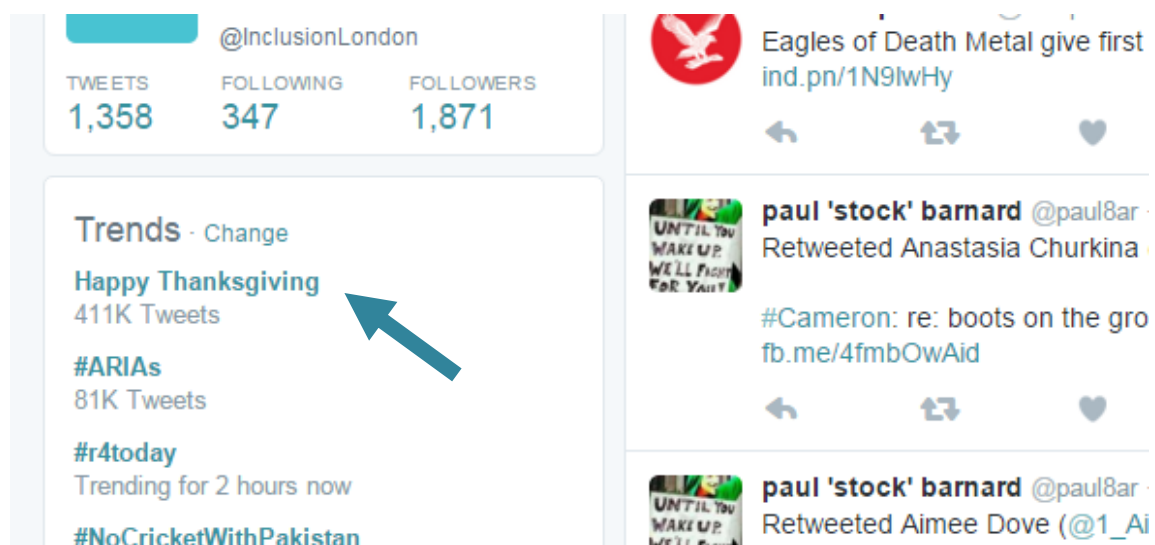 @InclusionLondon
TWEETS FOLLOWING FOLLOWERS
1,358 347 1,871
Trends · Change
Happy Thanksgiving
411K Tweets
#ARIAs
81K Tweets
#r4today
Trending for 2 hours now
#NoCricketWithPakistan
Eagles of Death Metal give first
ind.pn/1N9lwHy
UNTIL YOU
WAKE UP
WE'LL FIGHT
FOR YOU!
paul 'stock' barnard @paul8ar
Retweeted Anastasia Churkina
#Cameron: re: boots on the gro
fb.me/4fmbOwAid
UNTIL YOU
WAKE UP
paul 'stock' barnard @paul8ar
Retweeted Aimee Dove (@1_Ai